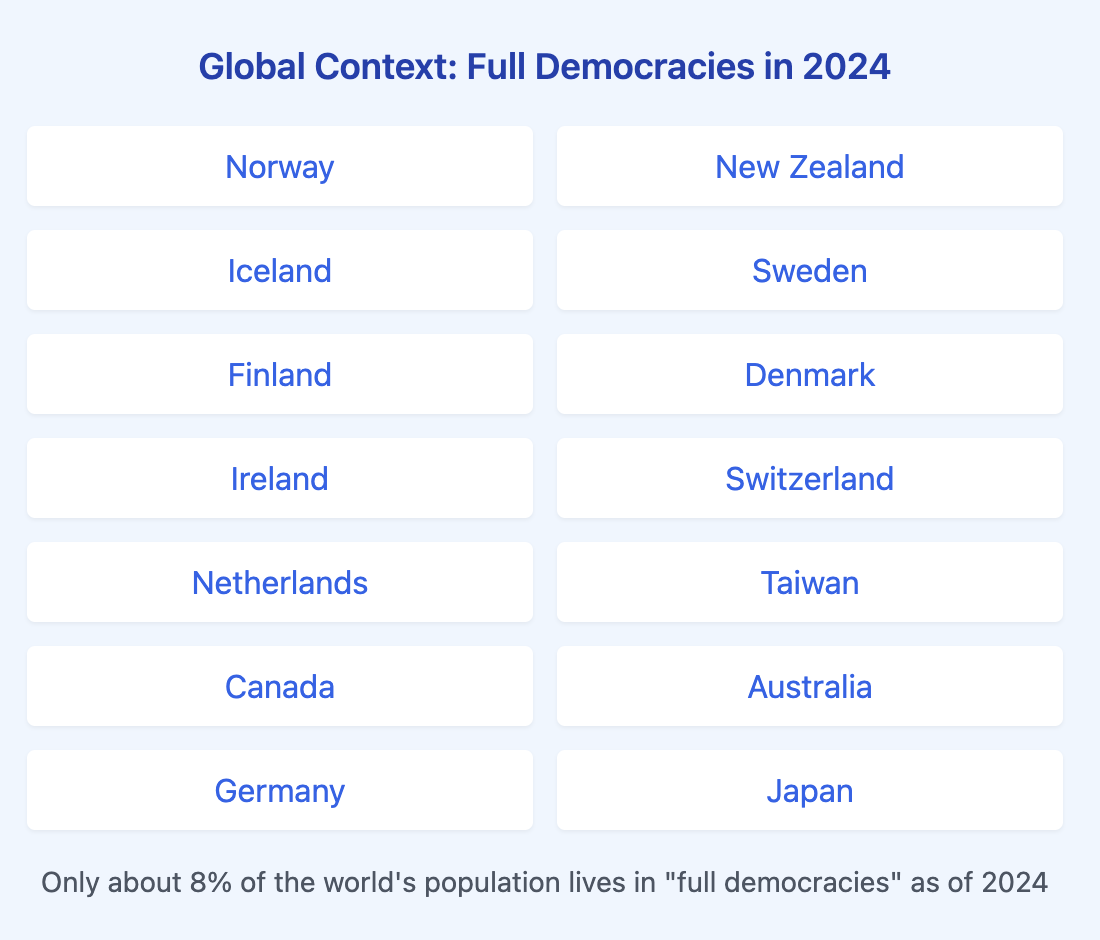 Global Context: Full Democracies in 2024
Norway
New Zealand
Iceland
Sweden
Finland
Denmark
Ireland
Switzerland
Netherlands
Taiwan
Canada
Australia
Germany
Japan
Only about 8% of the world's population lives in "full democracies" as of 2024